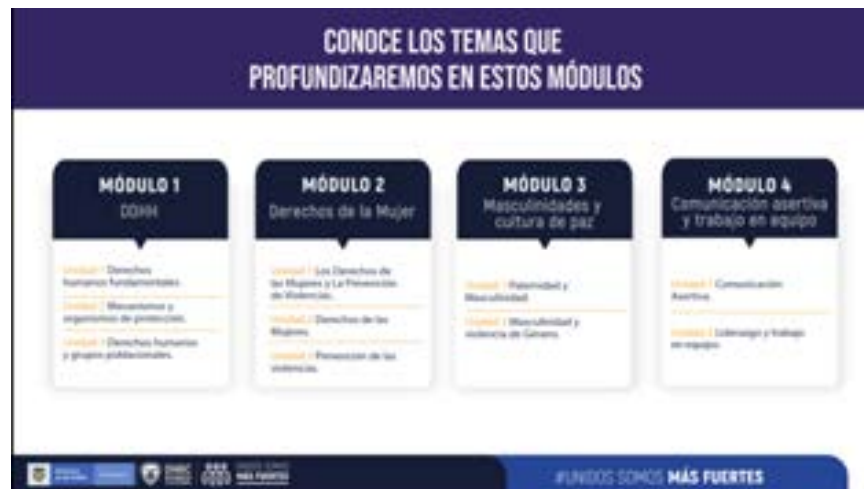 CONOCE LOS TEMAS QUE
PROFUNDIZAREMOS EN ESTOS MÓDULOS
MÓDULO 1
DDHH
Unidad 1 Derechos
humanos fundamentales.
Unidad 2 Mecanismos y
organismos de protección.
Unidad 3 Derechos humanos
y grupos poblacionales.
MÓDULO 2
Derechos de la Mujer
Unidad 1 Los Derechos de
las Mujeres y La Prevención
de Violencias.
Unidad 2 Derechos de las
Mujeres.
Unidad 3 Prevención de las
violencias.
MÓDULO 3
Masculinidades y
cultura de paz
Unidad 1 Paternidad y
Masculinidad.
Unidad 2 Masculinidad y
violencia de Género.
MÓDULO 4
Comunicación asertiva
y trabajo en equipo
Unidad 1 Comunicación
Asertiva.
Unidad 2 Liderazgo y trabajo
en equipo.
MÁS FUERTES
#UNIDOS SOMOS MÁS FUERTES